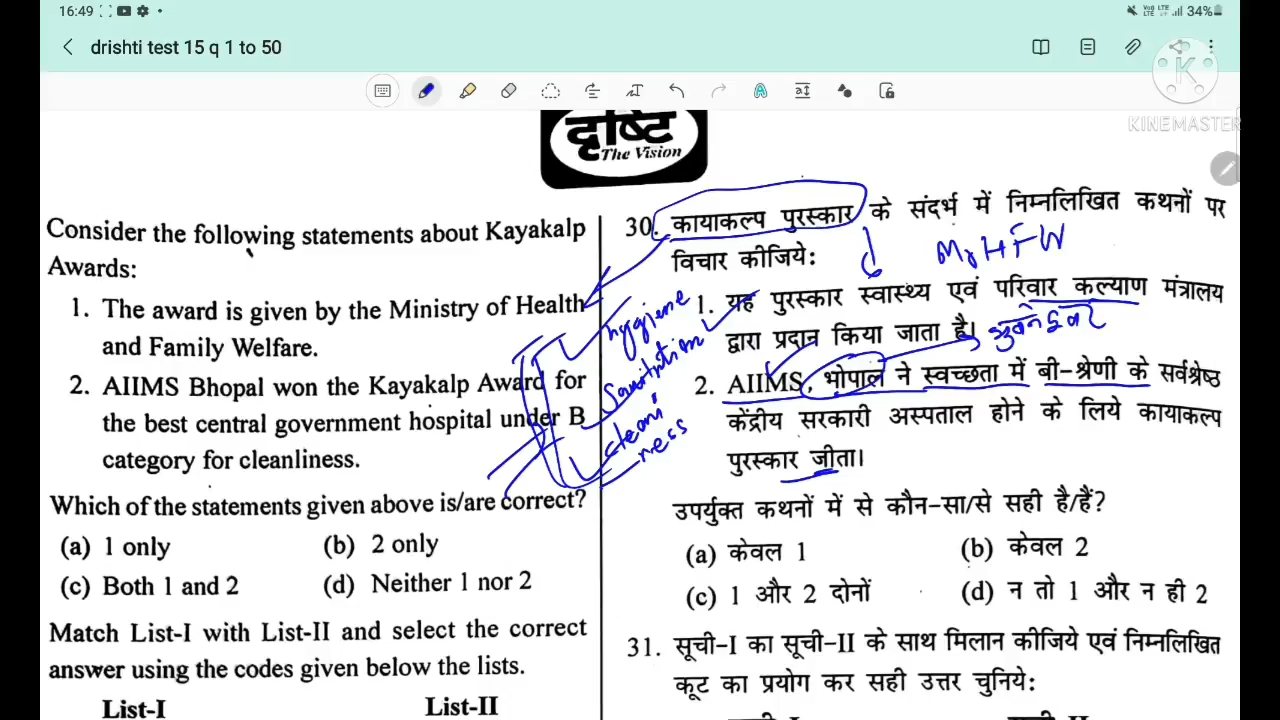 16:49
34%
drishti test 15 q 1 to 50
KINEMASTER
दृष्टि
The Vision
Consider the following statements about Kayakalp
Awards:
1. The award is given by the Ministry of Health
and Family Welfare.
2. AIIMS Bhopal won the Kayakalp Award for
the best central government hospital under B
category for cleanliness.
Which of the statements given above is/are correct?
(a) 1 only (b) 2 only
(c) Both 1 and 2 (d) Neither 1 nor 2
Match List-I with List-II and select the correct
answer using the codes given below the lists.
List-I List-II
hygiene
Sanitation
cleani
ness
30. कायाकल्प पुरस्कार के संदर्भ में निम्नलिखित कथनों पर
विचार कीजिये:
MoHFW
1. यह पुरस्कार स्वास्थ्य एवं परिवार कल्याण मंत्रालय
द्वारा प्रदान किया जाता है।
2. AIIMS, भोपाल ने स्वच्छता में बी-श्रेणी के सर्वश्रेष्ठ
केंद्रीय सरकारी अस्पताल होने के लिये कायाकल्प
पुरस्कार जीता।
उपर्युक्त कथनों में से कौन-सा/से सही है/हैं?
(a) केवल 1 (b) केवल 2
(c) 1 और 2 दोनों (d) न तो 1 और न ही 2
31. सूची-I का सूची-II के साथ मिलान कीजिये एवं निम्नलिखित
कूट का प्रयोग कर सही उत्तर चुनिये: